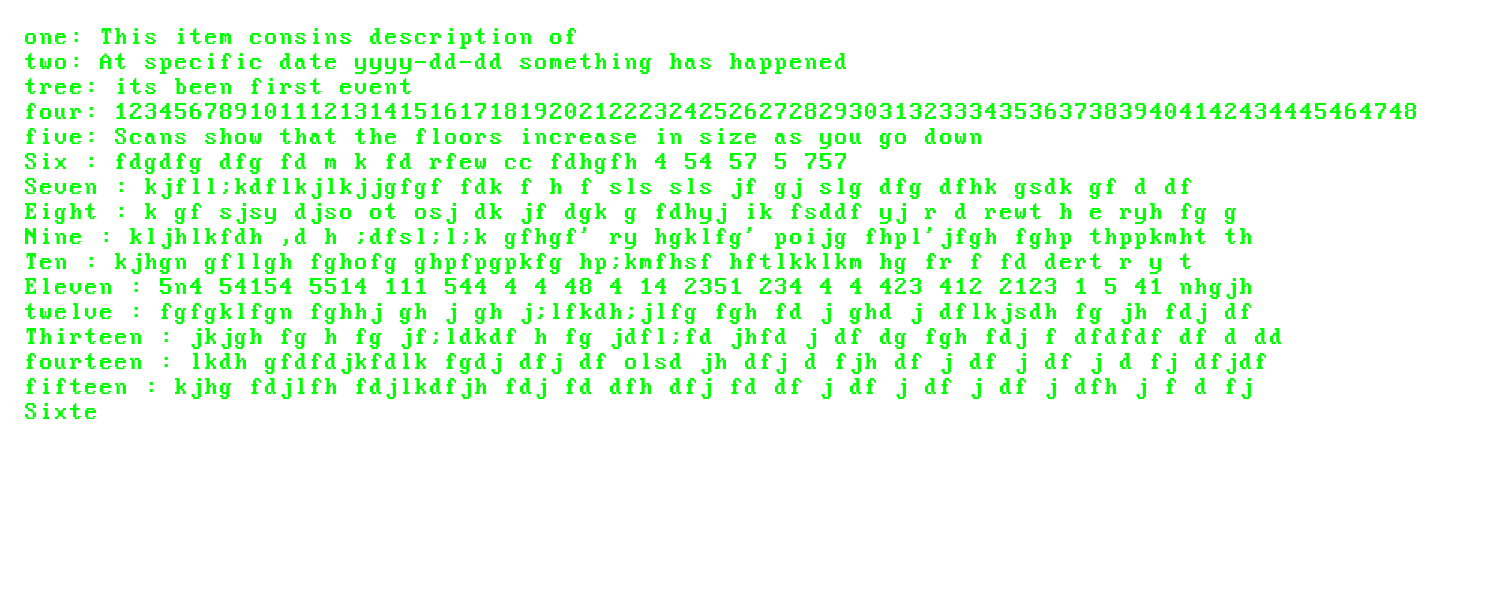 one: This item consins description of
two: At specific date yyyy-dd-dd something has happened
tree: its been first event
four: 123456789101112131415161718192021222324252627282930313233343536373839404142434445464748
five: Scans show that the floors increase in size as you go down
Six : fdgdfg dfg fd m k fd rfew cc fdhgfh 4 54 57 5 757
Seven : kjfll;kdflkjlkjjgfgf fdk f h f sls sls jf gj slg dfg dfhk gsdk gf d df
Eight : k gf sjsy djso ot osj dk jf dgk g fdhyj ik fsddf yj r d rewt h e ryh fg g
Nine : kljhlkfdh ,d h ;dfsl;l;k gfhgf' ry hgklfg' poijg fhpl'jfgh fghp thppkmht th
Ten : kjhgn gfllgh fghofg ghpfpgpkfg hp;kmfhsf hftlkklkm hg fr f fd dert r y t
Eleven : 5n4 54154 5514 111 544 4 4 48 4 14 2351 234 4 4 423 412 2123 1 5 41 nhgjh
twelve : fgfgklfgn fghhj gh j gh j;lfkdh;jlfg fgh fd j ghd j dflkjsdh fg jh fdj df
Thirteen : jkjgh fg h fg jf;ldkdf h fg jdfl;fd jhfd j df dg fgh fdj f dfdfdf df d dd
fourteen : lkdh gfdfdjkfdlk fgdj dfj df olsd jh dfj d fjh df j df j df j d fj dfjdf
fifteen : kjhg fdjlfh fdjlkdfjh fdj fd dfh dfj fd df j df j df j df j dfh j f d fj
Sixte